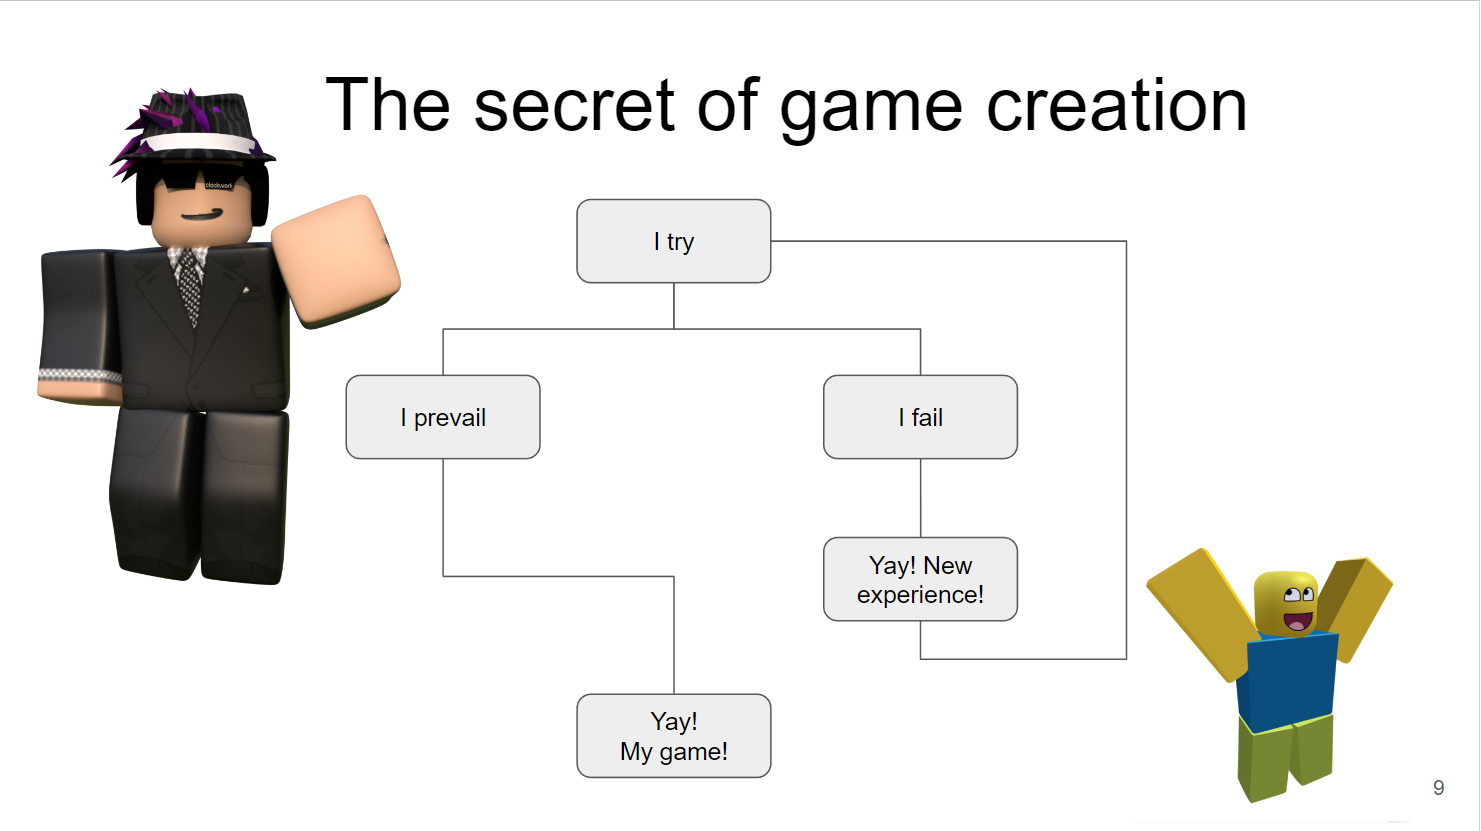 The secret of game creation
clockwork
I try
I prevail
I fail
Yay! New
experience!
Yay!
My game!
9